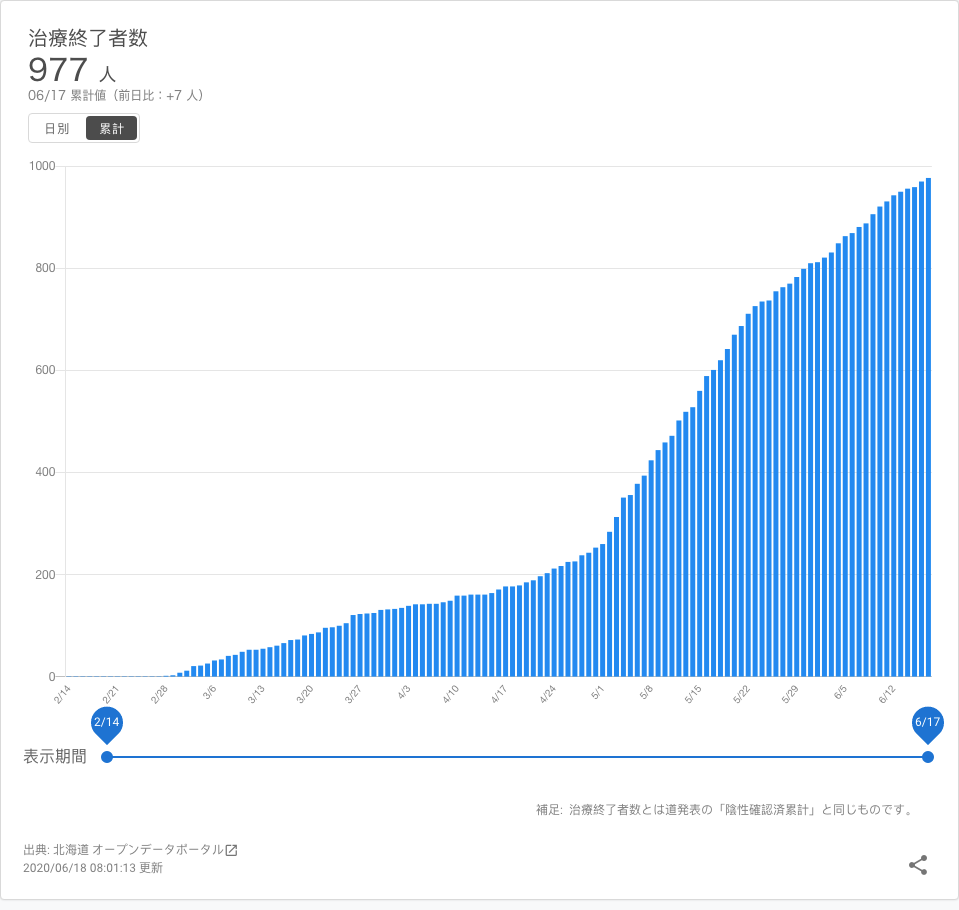 治療終了者数
977 人
06/17 累計値（前日比：+7 人）
日別 累計
1000
800
600
400
200
0
2/14 2/21 2/28 3/6 3/13 3/20 3/27 4/3 4/10 4/17 4/24 5/1 5/8 5/15 5/22 5/29 6/5 6/12
2/14 6/17
表示期間
補足: 治療終了者数とは道発表の「陰性確認済累計」と同じものです。
出典: 北海道 オープンデータポータル
2020/06/18 08:01:13 更新